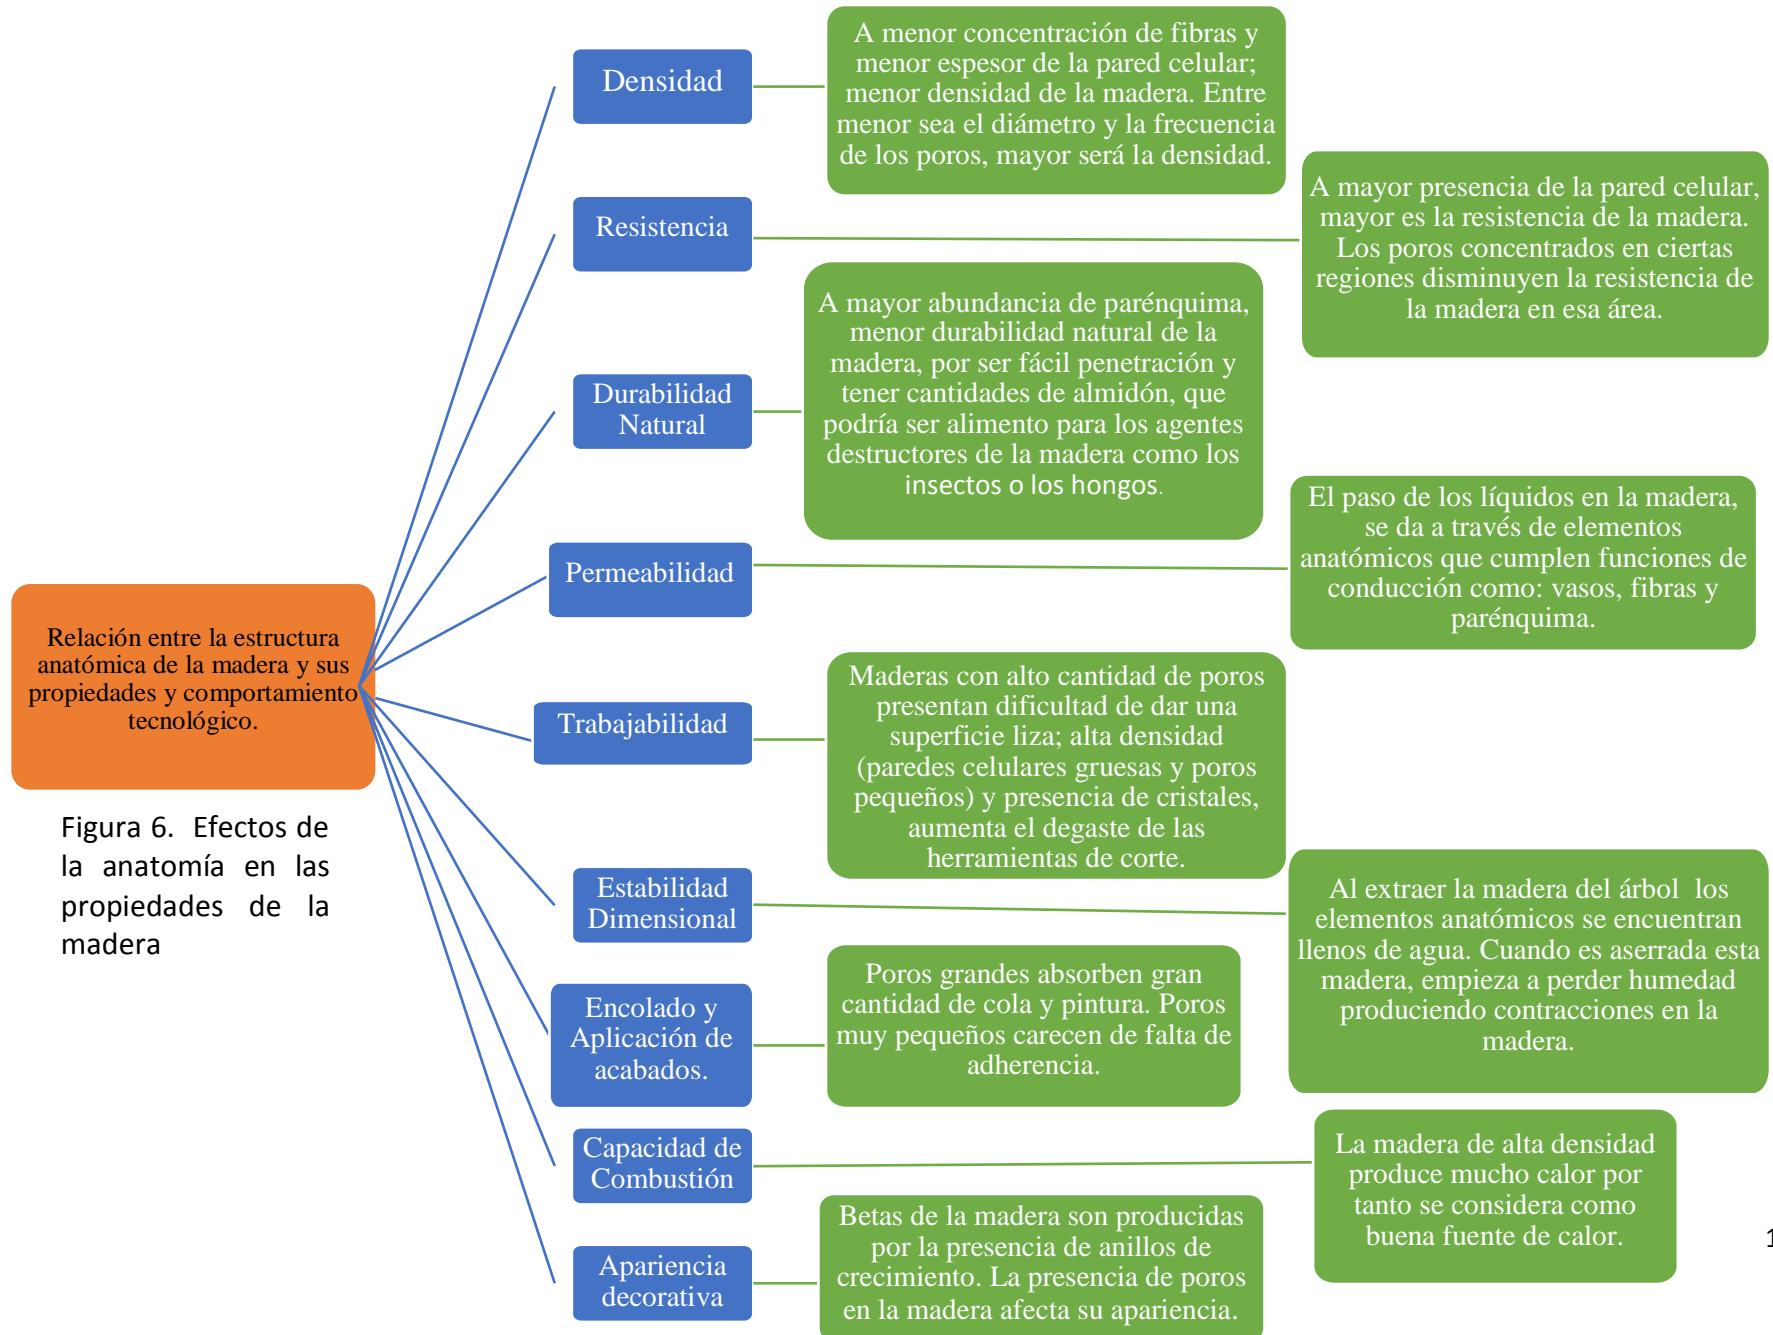 Relación entre la estructura
anatómica de la madera y sus
propiedades y comportamiento
tecnológico.
Figura 6. Efectos de
la anatomía en las
propiedades de la
madera
Densidad
A menor concentración de fibras y
menor espesor de la pared celular;
menor densidad de la madera. Entre
menor sea el diámetro y la frecuencia
de los poros, mayor será la densidad.
Resistencia
A mayor presencia de la pared celular,
mayor es la resistencia de la madera.
Los poros concentrados en ciertas
regiones disminuyen la resistencia de
la madera en esa área.
Durabilidad
Natural
A mayor abundancia de parénquima,
menor durabilidad natural de la
madera, por ser fácil penetración y
tener cantidades de almidón, que
podría ser alimento para los agentes
destructores de la madera como los
insectos o los hongos.
Permeabilidad
El paso de los líquidos en la madera,
se da a través de elementos
anatómicos que cumplen funciones de
conducción como: vasos, fibras y
parénquima.
Trabajabilidad
Maderas con alto cantidad de poros
presentan dificultad de dar una
superficie liza; alta densidad
(paredes celulares gruesas y poros
pequeños) y presencia de cristales,
aumenta el degaste de las
herramientas de corte.
Estabilidad
Dimensional
Al extraer la madera del árbol los
elementos anatómicos se encuentran
llenos de agua. Cuando es aserrada esta
madera, empieza a perder humedad
produciendo contracciones en la
madera.
Encolado y
Aplicación de
acabados.
Poros grandes absorben gran
cantidad de cola y pintura. Poros
muy pequeños carecen de falta de
adherencia.
Capacidad de
Combustión
La madera de alta densidad
produce mucho calor por
tanto se considera como
buena fuente de calor.
Apariencia
decorativa
Betas de la madera son producidas
por la presencia de anillos de
crecimiento. La presencia de poros
en la madera afecta su apariencia.
1